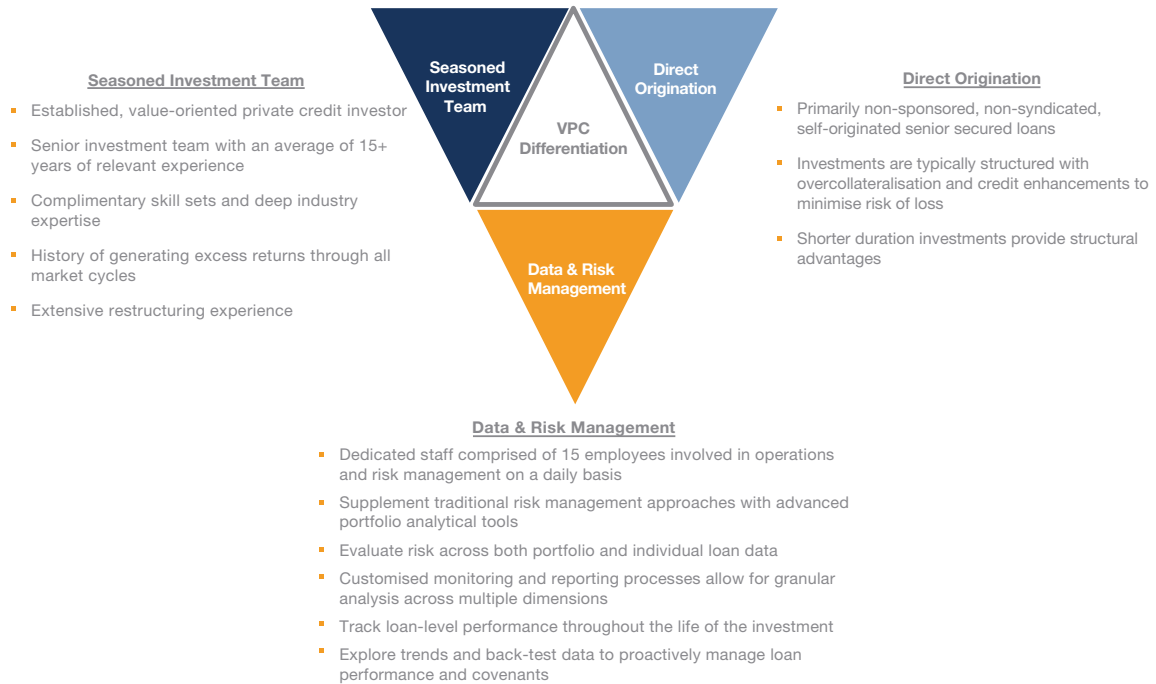 Seasoned
Investment
Team
Direct
Origination
VPC
Differentiation
Data & Risk
Management
Seasoned Investment Team
Established, value-oriented private credit investor
Senior investment team with an average of 15+
years of relevant experience
Complimentary skill sets and deep industry
expertise
History of generating excess returns through all
market cycles
Extensive restructuring experience
Direct Origination
Primarily non-sponsored, non-syndicated,
self-originated senior secured loans
Investments are typically structured with
overcollateralisation and credit enhancements to
minimise risk of loss
Shorter duration investments provide structural
advantages
Data & Risk Management
Dedicated staff comprised of 15 employees involved in operations
and risk management on a daily basis
Supplement traditional risk management approaches with advanced
portfolio analytical tools
Evaluate risk across both portfolio and individual loan data
Customised monitoring and reporting processes allow for granular
analysis across multiple dimensions
Track loan-level performance throughout the life of the investment
Explore trends and back-test data to proactively manage loan
performance and covenants